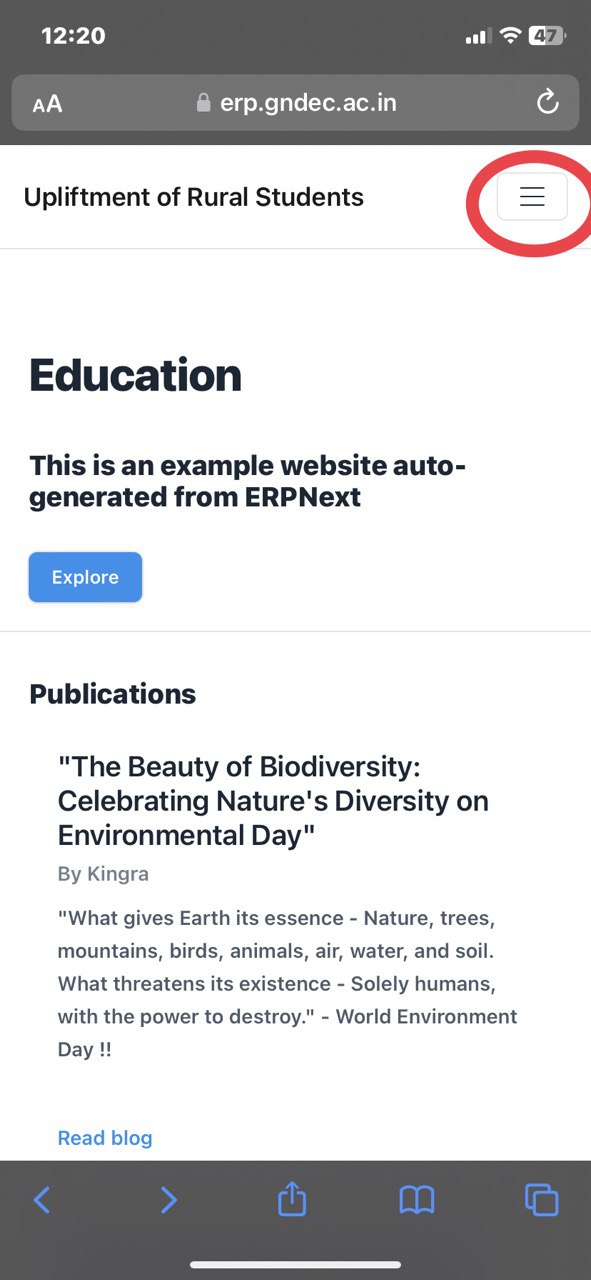 12:20
47
AA
erp.gndec.ac.in
Upliftment of Rural Students
Education
This is an example website auto-
generated from ERPNext
Explore
Publications
"The Beauty of Biodiversity:
Celebrating Nature's Diversity on
Environmental Day"
By Kingra
"What gives Earth its essence - Nature, trees,
mountains, birds, animals, air, water, and soil.
What threatens its existence - Solely humans,
with the power to destroy." - World Environment
Day !!
Read blog